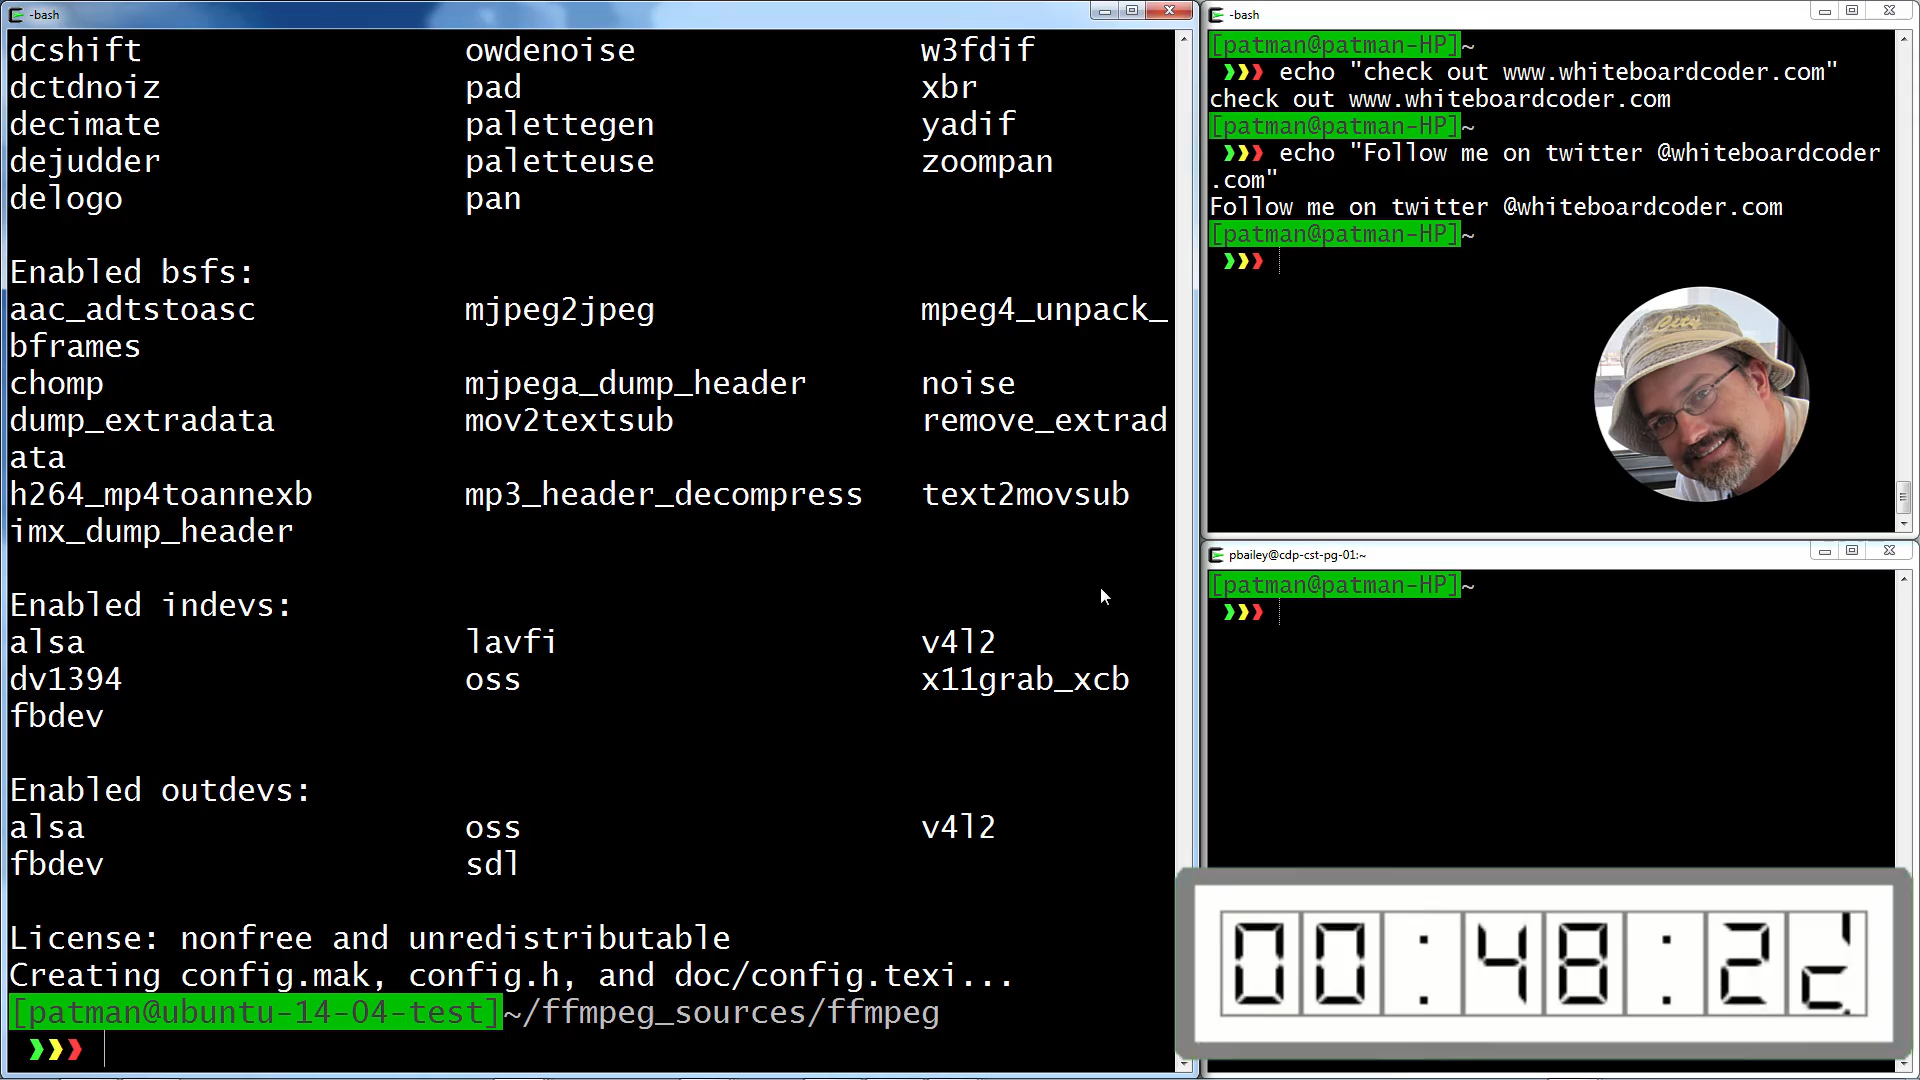 -bash
dcshift owdenoise w3fdif
dctdnoiz pad xbr
decimate palettegen yadif
dejudder paletteuse zoompan
delogo pan
Enabled bsfs:
aac_adtstoasc mjpeg2jpeg mpeg4_unpack_
bframes
chomp mjpega_dump_header noise
dump_extradata mov2textsub remove_extrad
ata
h264_mp4toannexb mp3_header_decompress text2movsub
imx_dump_header
Enabled indevs:
alsa lavfi v4l2
dv1394 oss x11grab_xcb
fbdev
Enabled outdevs:
alsa oss v4l2
fbdev sdl
License: nonfree and unredistributable
Creating config.mak, config.h, and doc/config.texi...
[patman@ubuntu-14-04-test]~/ffmpeg_sources/ffmpeg
❯❯❯
-bash
[patman@patman-HP]~
❯❯❯ echo "check out www.whiteboardcoder.com"
check out www.whiteboardcoder.com
[patman@patman-HP]~
❯❯❯ echo "Follow me on twitter @whiteboardcoder
.com"
Follow me on twitter @whiteboardcoder.com
[patman@patman-HP]~
❯❯❯
City
pbailey@cdp-cst-pg-01:~
[patman@patman-HP]~
❯❯❯
00:48:2